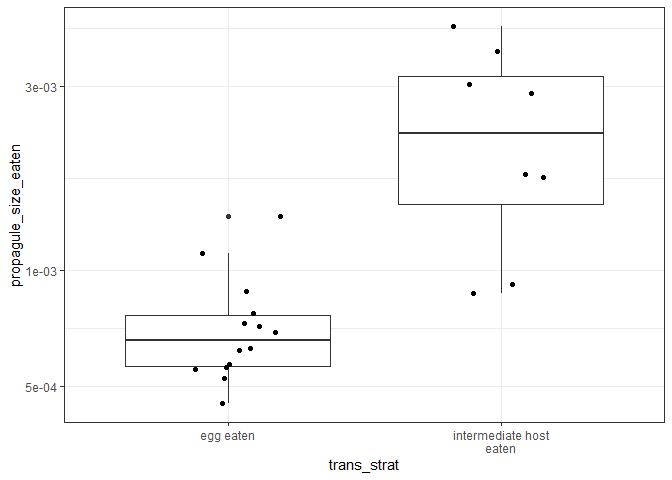 propagule_size_eaten
3e-03
1e-03
5e-04
egg eaten
intermediate host
eaten
trans_strat